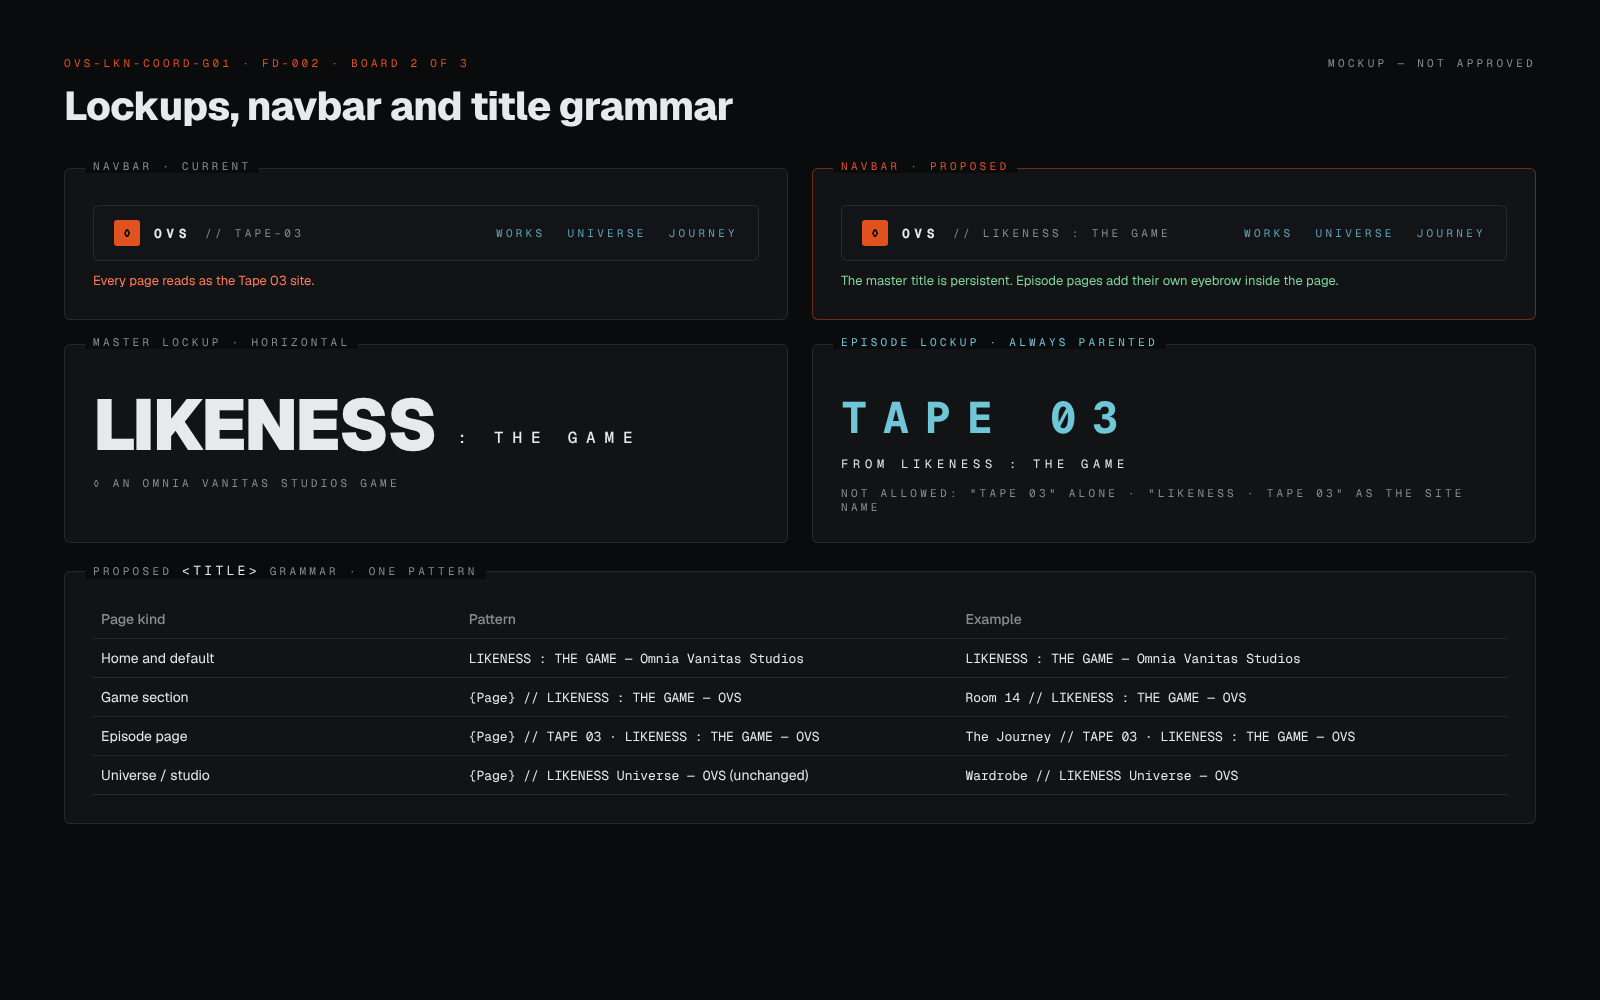 OVS-LKN-COORD-G01 · FD-002 · BOARD 2 OF 3
MOCKUP — NOT APPROVED
Lockups, navbar and title grammar
NAVBAR · CURRENT
◊ OVS // TAPE-03 WORKS UNIVERSE JOURNEY
Every page reads as the Tape 03 site.
NAVBAR · PROPOSED
◊ OVS // LIKENESS : THE GAME WORKS UNIVERSE JOURNEY
The master title is persistent. Episode pages add their own eyebrow inside the page.
MASTER LOCKUP · HORIZONTAL
LIKENESS : THE GAME
◊ AN OMNIA VANITAS STUDIOS GAME
EPISODE LOCKUP · ALWAYS PARENTED
TAPE 03
FROM LIKENESS : THE GAME
NOT ALLOWED: "TAPE 03" ALONE · "LIKENESS · TAPE 03" AS THE SITE
NAME
PROPOSED <TITLE> GRAMMAR · ONE PATTERN
Page kind Pattern Example
Home and default LIKENESS : THE GAME — Omnia Vanitas Studios LIKENESS : THE GAME — Omnia Vanitas Studios
Game section {Page} // LIKENESS : THE GAME — OVS Room 14 // LIKENESS : THE GAME — OVS
Episode page {Page} // TAPE 03 · LIKENESS : THE GAME — OVS The Journey // TAPE 03 · LIKENESS : THE GAME — OVS
Universe / studio {Page} // LIKENESS Universe — OVS (unchanged) Wardrobe // LIKENESS Universe — OVS